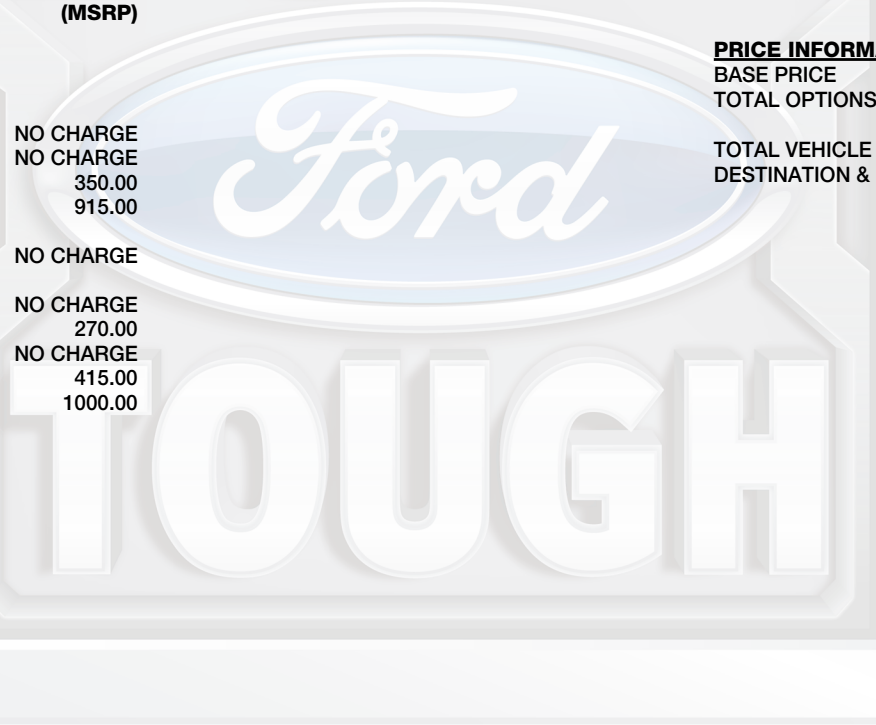 (MSRP)
NO CHARGE
NO CHARGE
350.00
915.00
NO CHARGE
NO CHARGE
270.00
NO CHARGE
415.00
1000.00
PRICE INFORMA
BASE PRICE
TOTAL OPTIONS
TOTAL VEHICLE
DESTINATION &
Ford
TOUGH